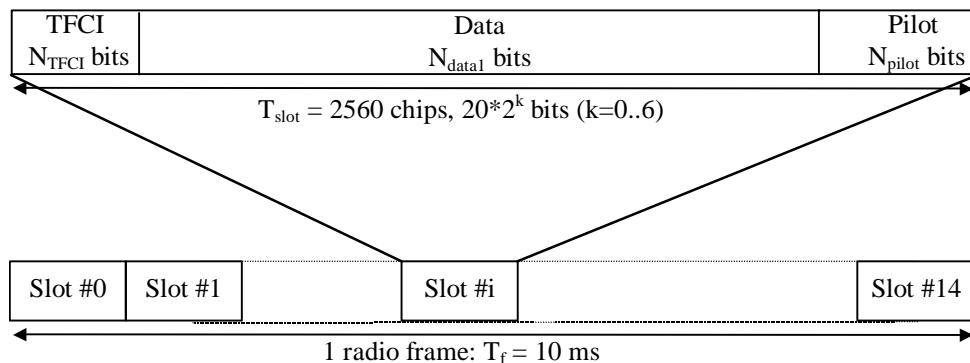 TFCI
N_TFCI bits
Data
N_data1 bits
Pilot
N_pilot bits
T_slot = 2560 chips, 20*2^k bits (k=0..6)
Slot #0
Slot #1
Slot #i
Slot #14
1 radio frame: T_f = 10 ms